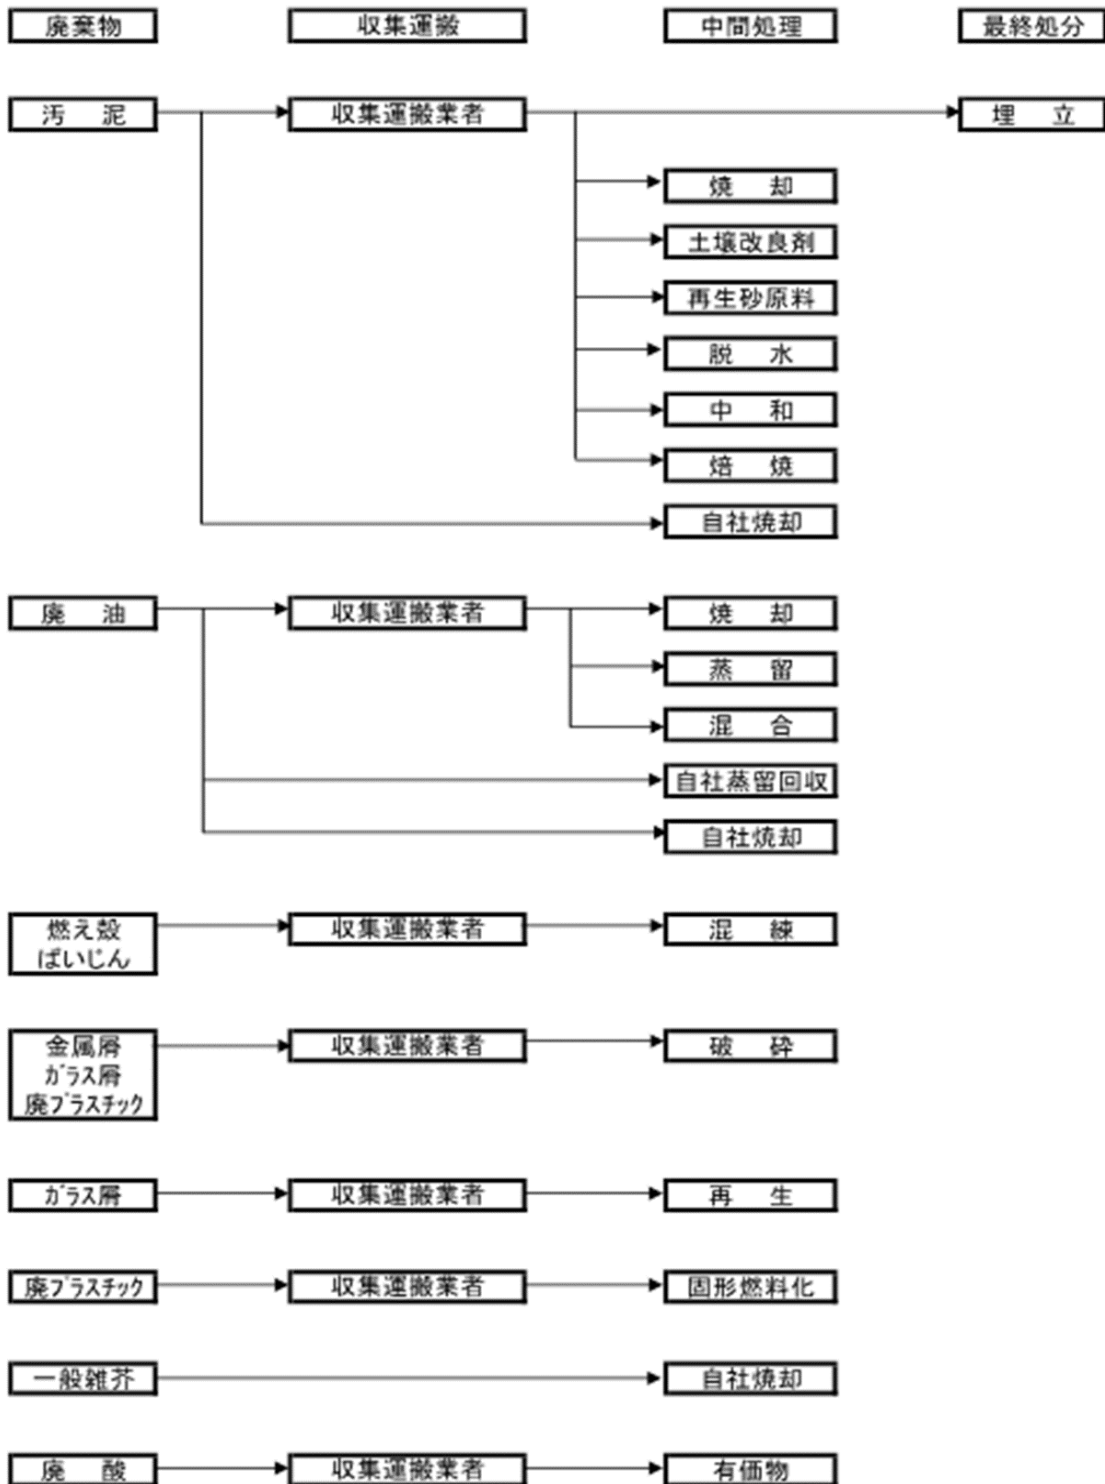 廃棄物 収集運搬 中間処理 最終処分
汚 泥 収集運搬業者 埋 立
焼 却
土壌改良剤
再生砂原料
脱 水
中 和
焙 焼
自社焼却
廃 油 収集運搬業者 焼 却
蒸 留
混 合
自社蒸留回収
自社焼却
燃え殻 収集運搬業者 混 練
ばいじん
金属屑 収集運搬業者 破 砕
ガラス屑
廃プラスチック
ガラス屑 収集運搬業者 再 生
廃プラスチック 収集運搬業者 固形燃料化
一般雑芥 自社焼却
廃 酸 収集運搬業者 有価物